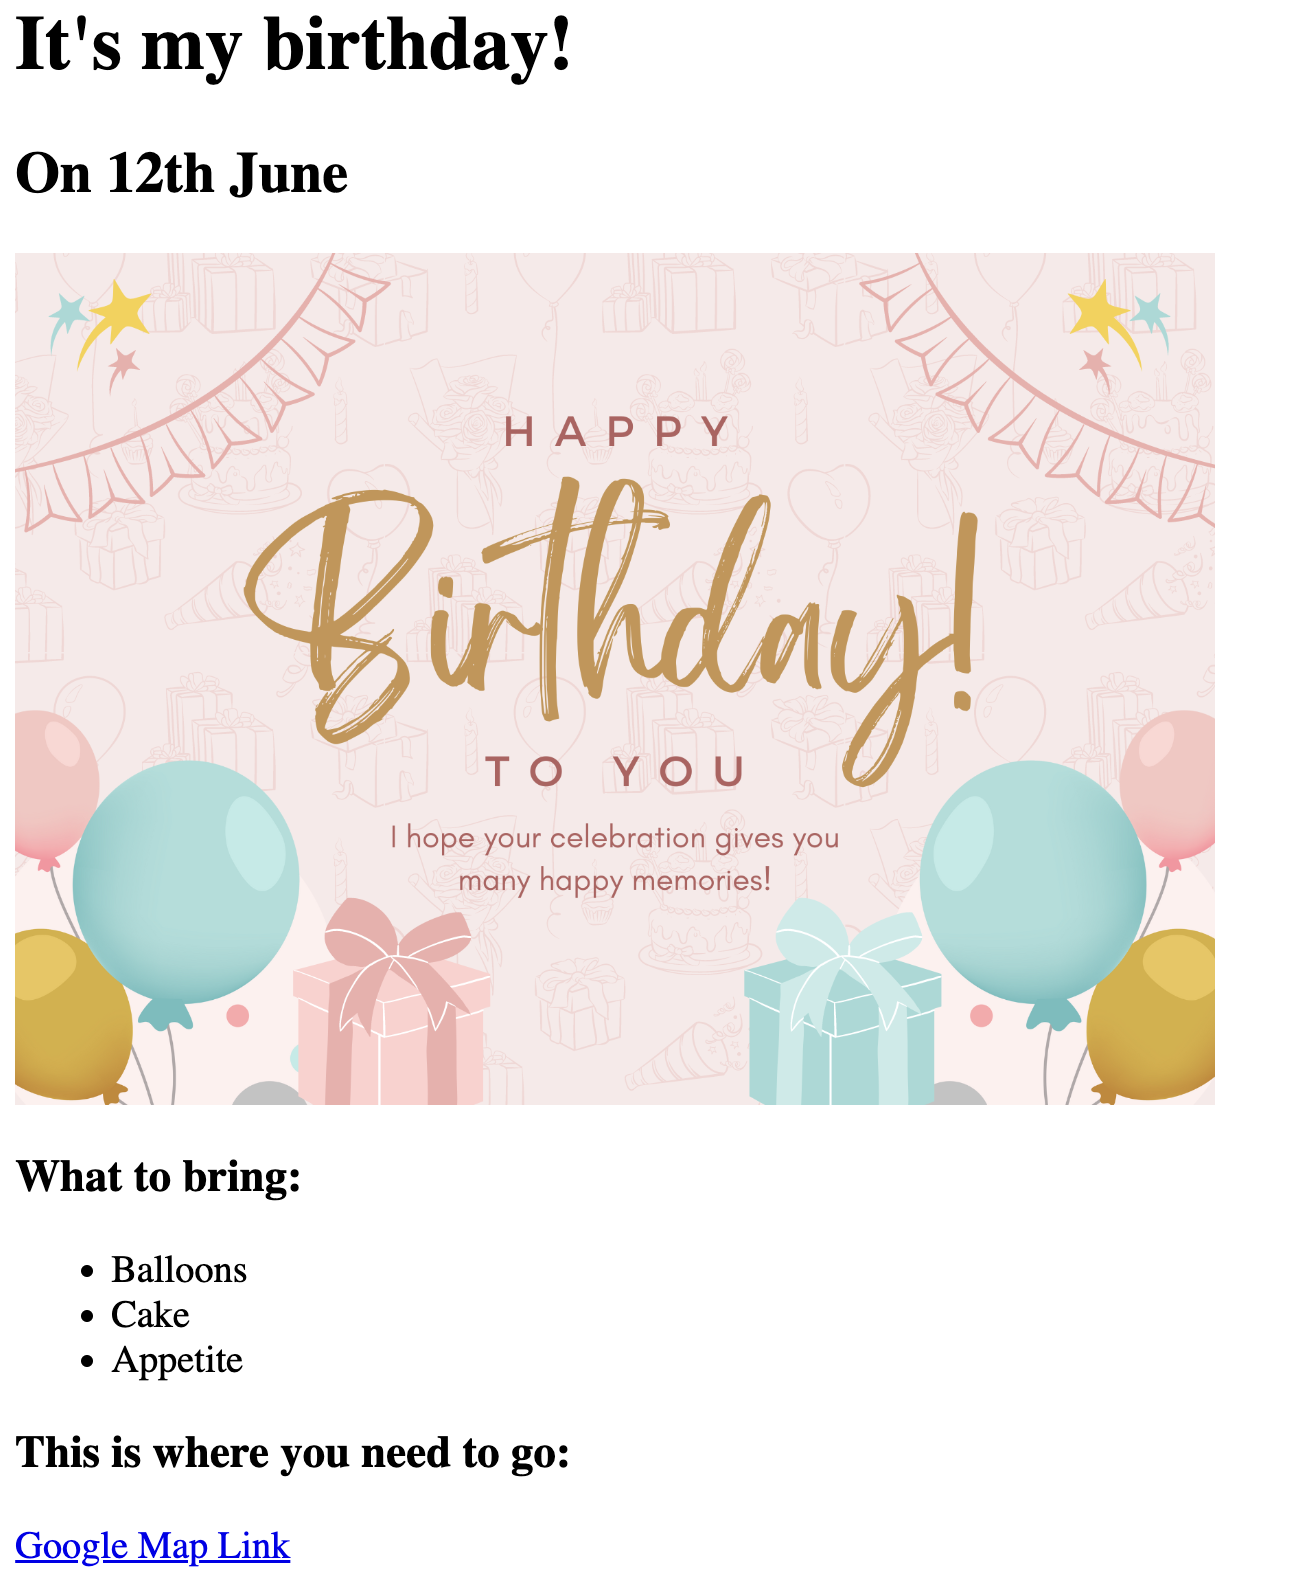 It's my birthday!
On 12th June
HAPPY
Birthday!
TO YOU
I hope your celebration gives you
many happy memories!
What to bring:
• Balloons
• Cake
• Appetite
This is where you need to go:
Google Map Link